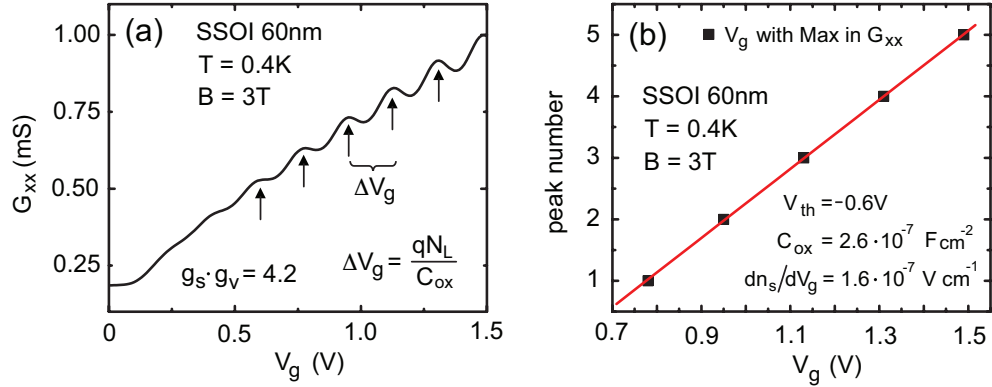 (a)
SSOI 60nm
T = 0.4K
B = 3T
ΔV_g
g_s·g_v = 4.2
ΔV_g = qN_L / C_ox
G_xx (mS)
1.00
0.75
0.50
0.25
0
0.5
1.0
1.5
V_g (V)
(b)
■ V_g with Max in G_xx
SSOI 60nm
T = 0.4K
B = 3T
V_th = −0.6V
C_ox = 2.6·10^-7 Fcm^-2
dn_s/dV_g = 1.6·10^-7 V cm^-1
peak number
5
4
3
2
1
0.7
0.9
1.1
1.3
1.5
V_g (V)